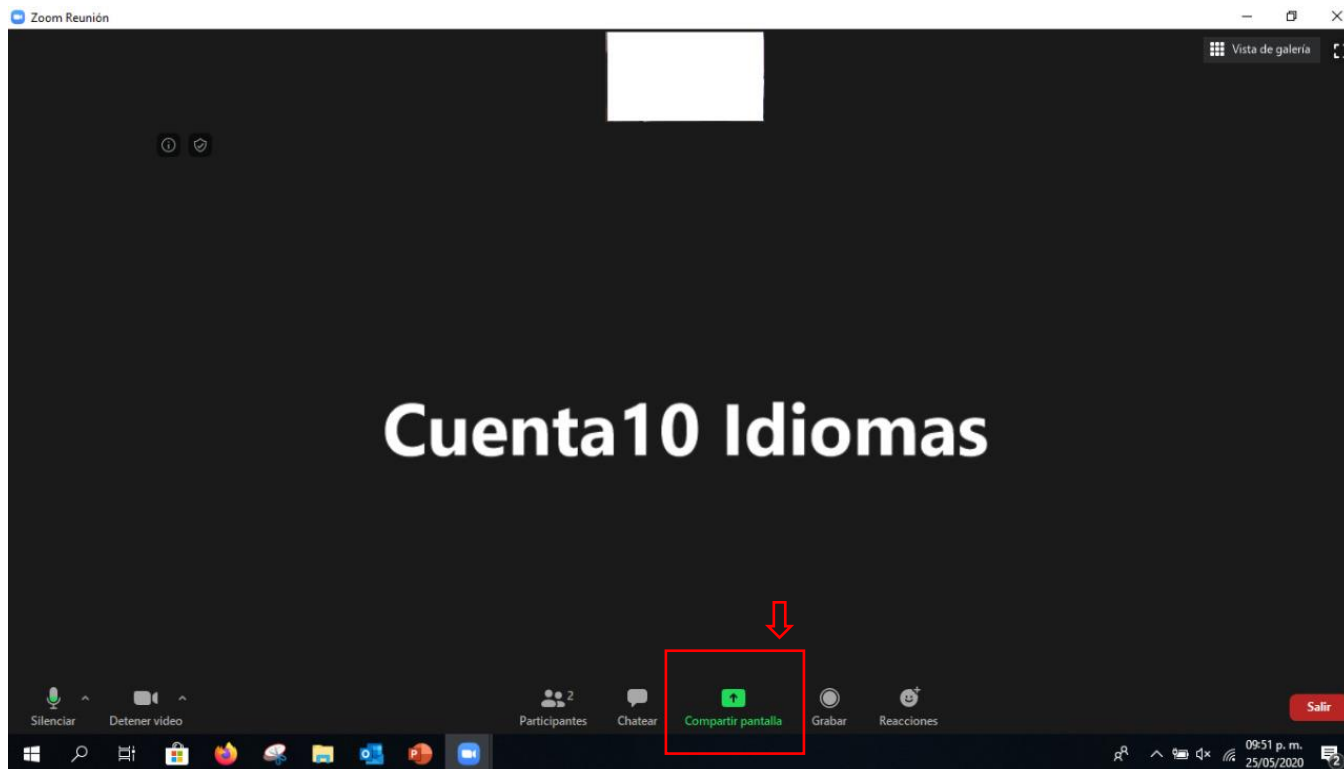 Zoom Reunión
Vista de galería
Cuenta10 Idiomas
2
Silenciar
Detener video
Participantes
Chatear
Compartir pantalla
Grabar
Reacciones
Salir
09:51 p. m.
25/05/2020
2